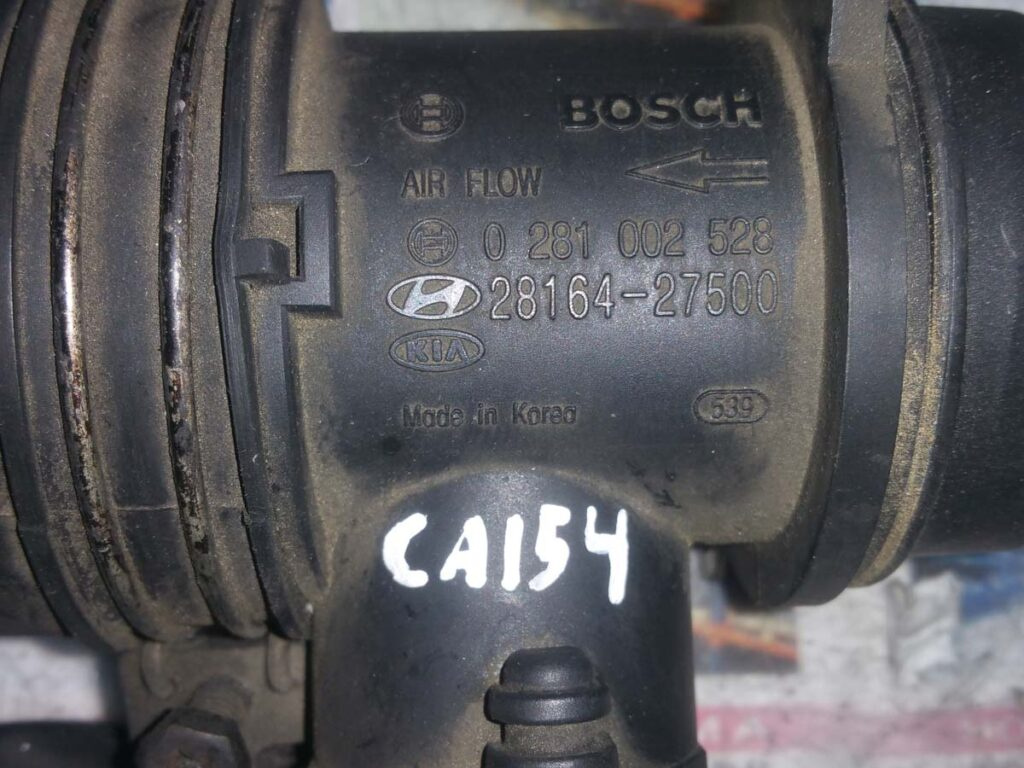 BOSCH
AIR FLOW
0 281 002 528
28164-27500
KIA
Made in Korea
539
CA154